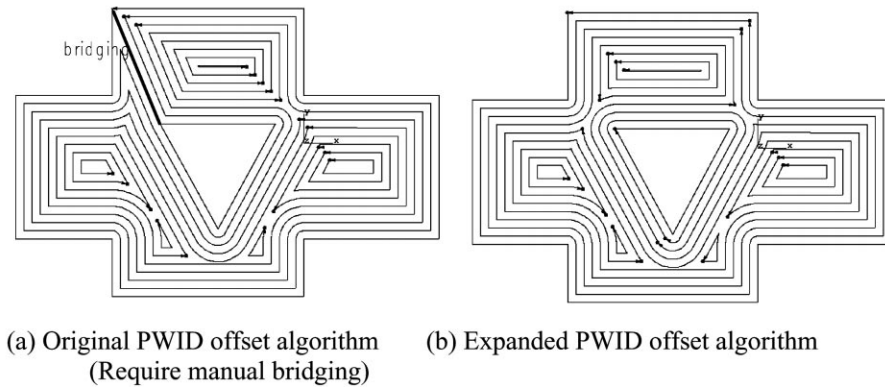 bridging
y
z x
y
z x
(a) Original PWID offset algorithm
(Require manual bridging)
(b) Expanded PWID offset algorithm